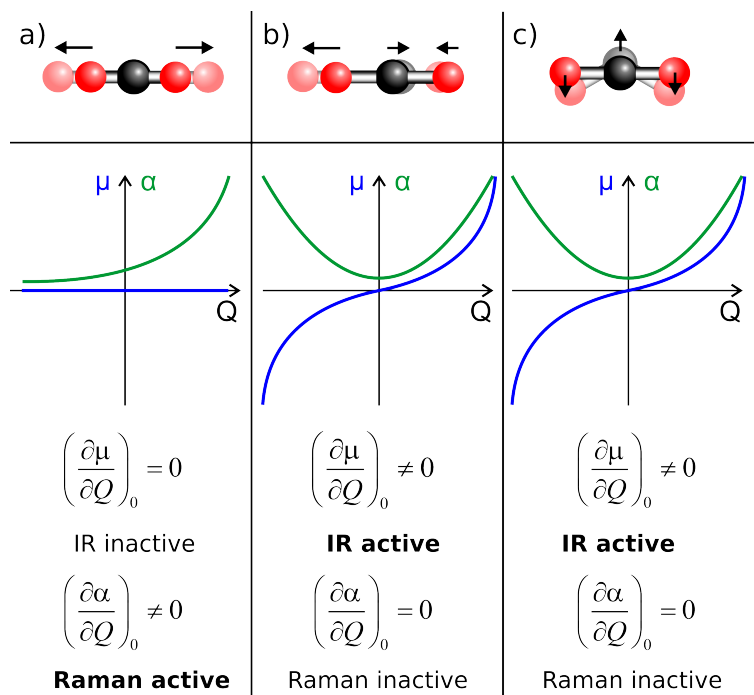 a) b) c)
μ α μ α μ α
Q Q Q
(∂μ/∂Q)₀ = 0 (∂μ/∂Q)₀ ≠ 0 (∂μ/∂Q)₀ ≠ 0
IR inactive IR active IR active
(∂α/∂Q)₀ ≠ 0 (∂α/∂Q)₀ = 0 (∂α/∂Q)₀ = 0
Raman active Raman inactive Raman inactive